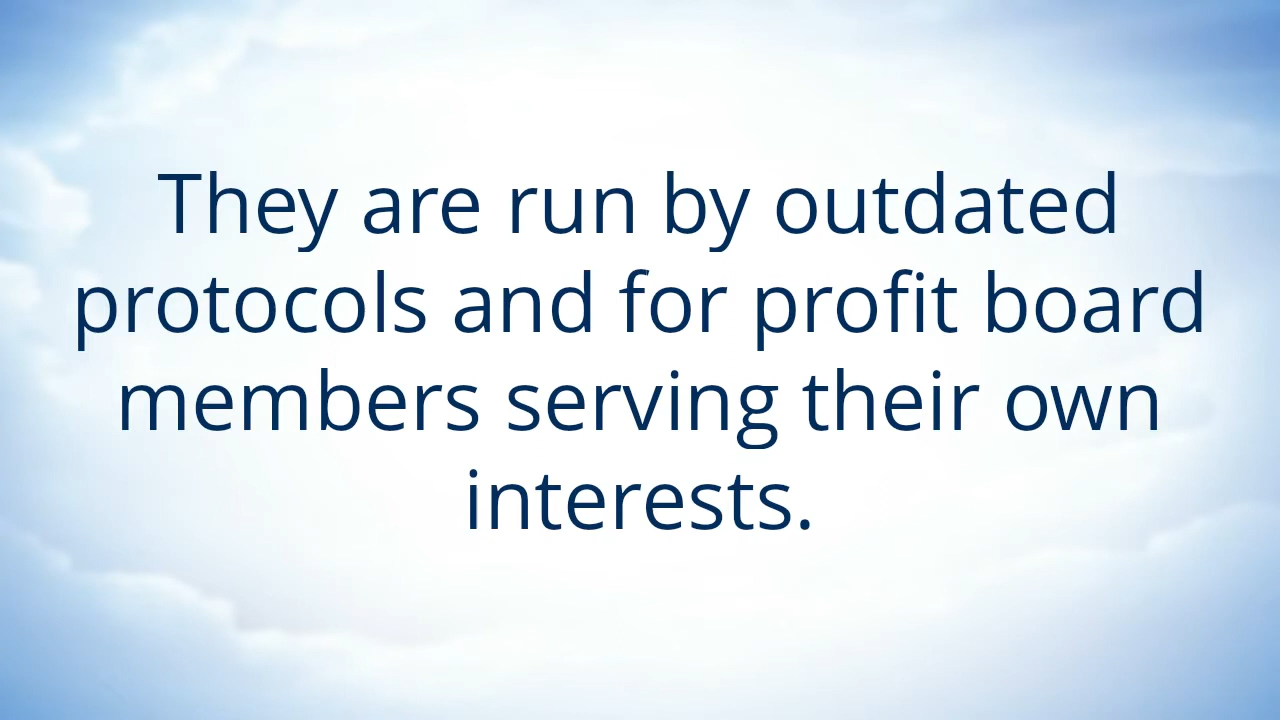 They are run by outdated
protocols and for profit board
members serving their own
interests.